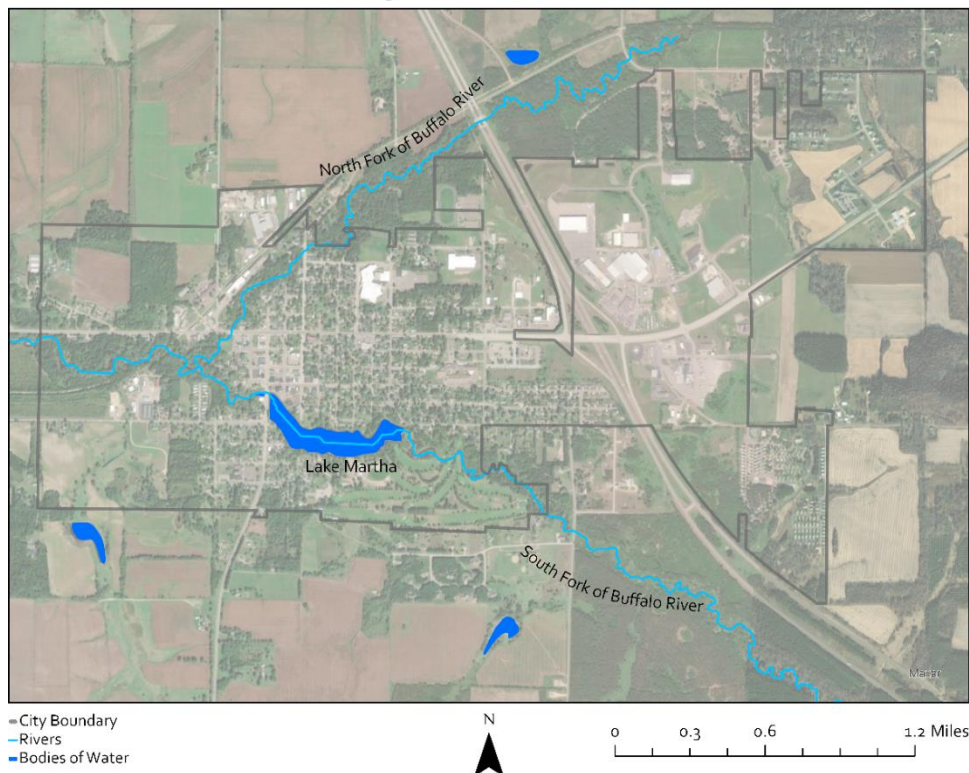 North Fork of Buffalo River
Lake Martha
South Fork of Buffalo River
City Boundary
Rivers
Bodies of Water
N
0 0.3 0.6 1.2 Miles